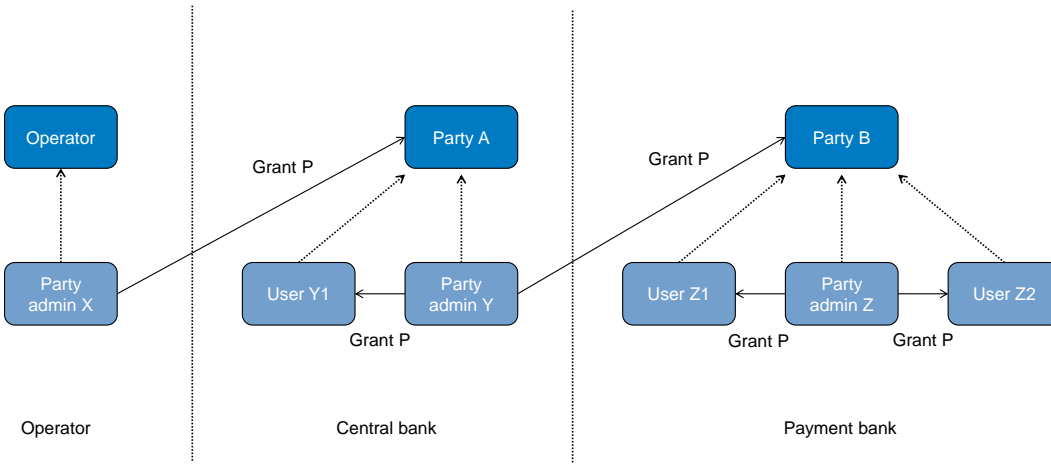 Operator
Party A
Party B
Grant P
Grant P
Party
admin X
User Y1
Party
admin Y
User Z1
Party
admin Z
User Z2
Grant P
Grant P
Grant P
Operator
Central bank
Payment bank